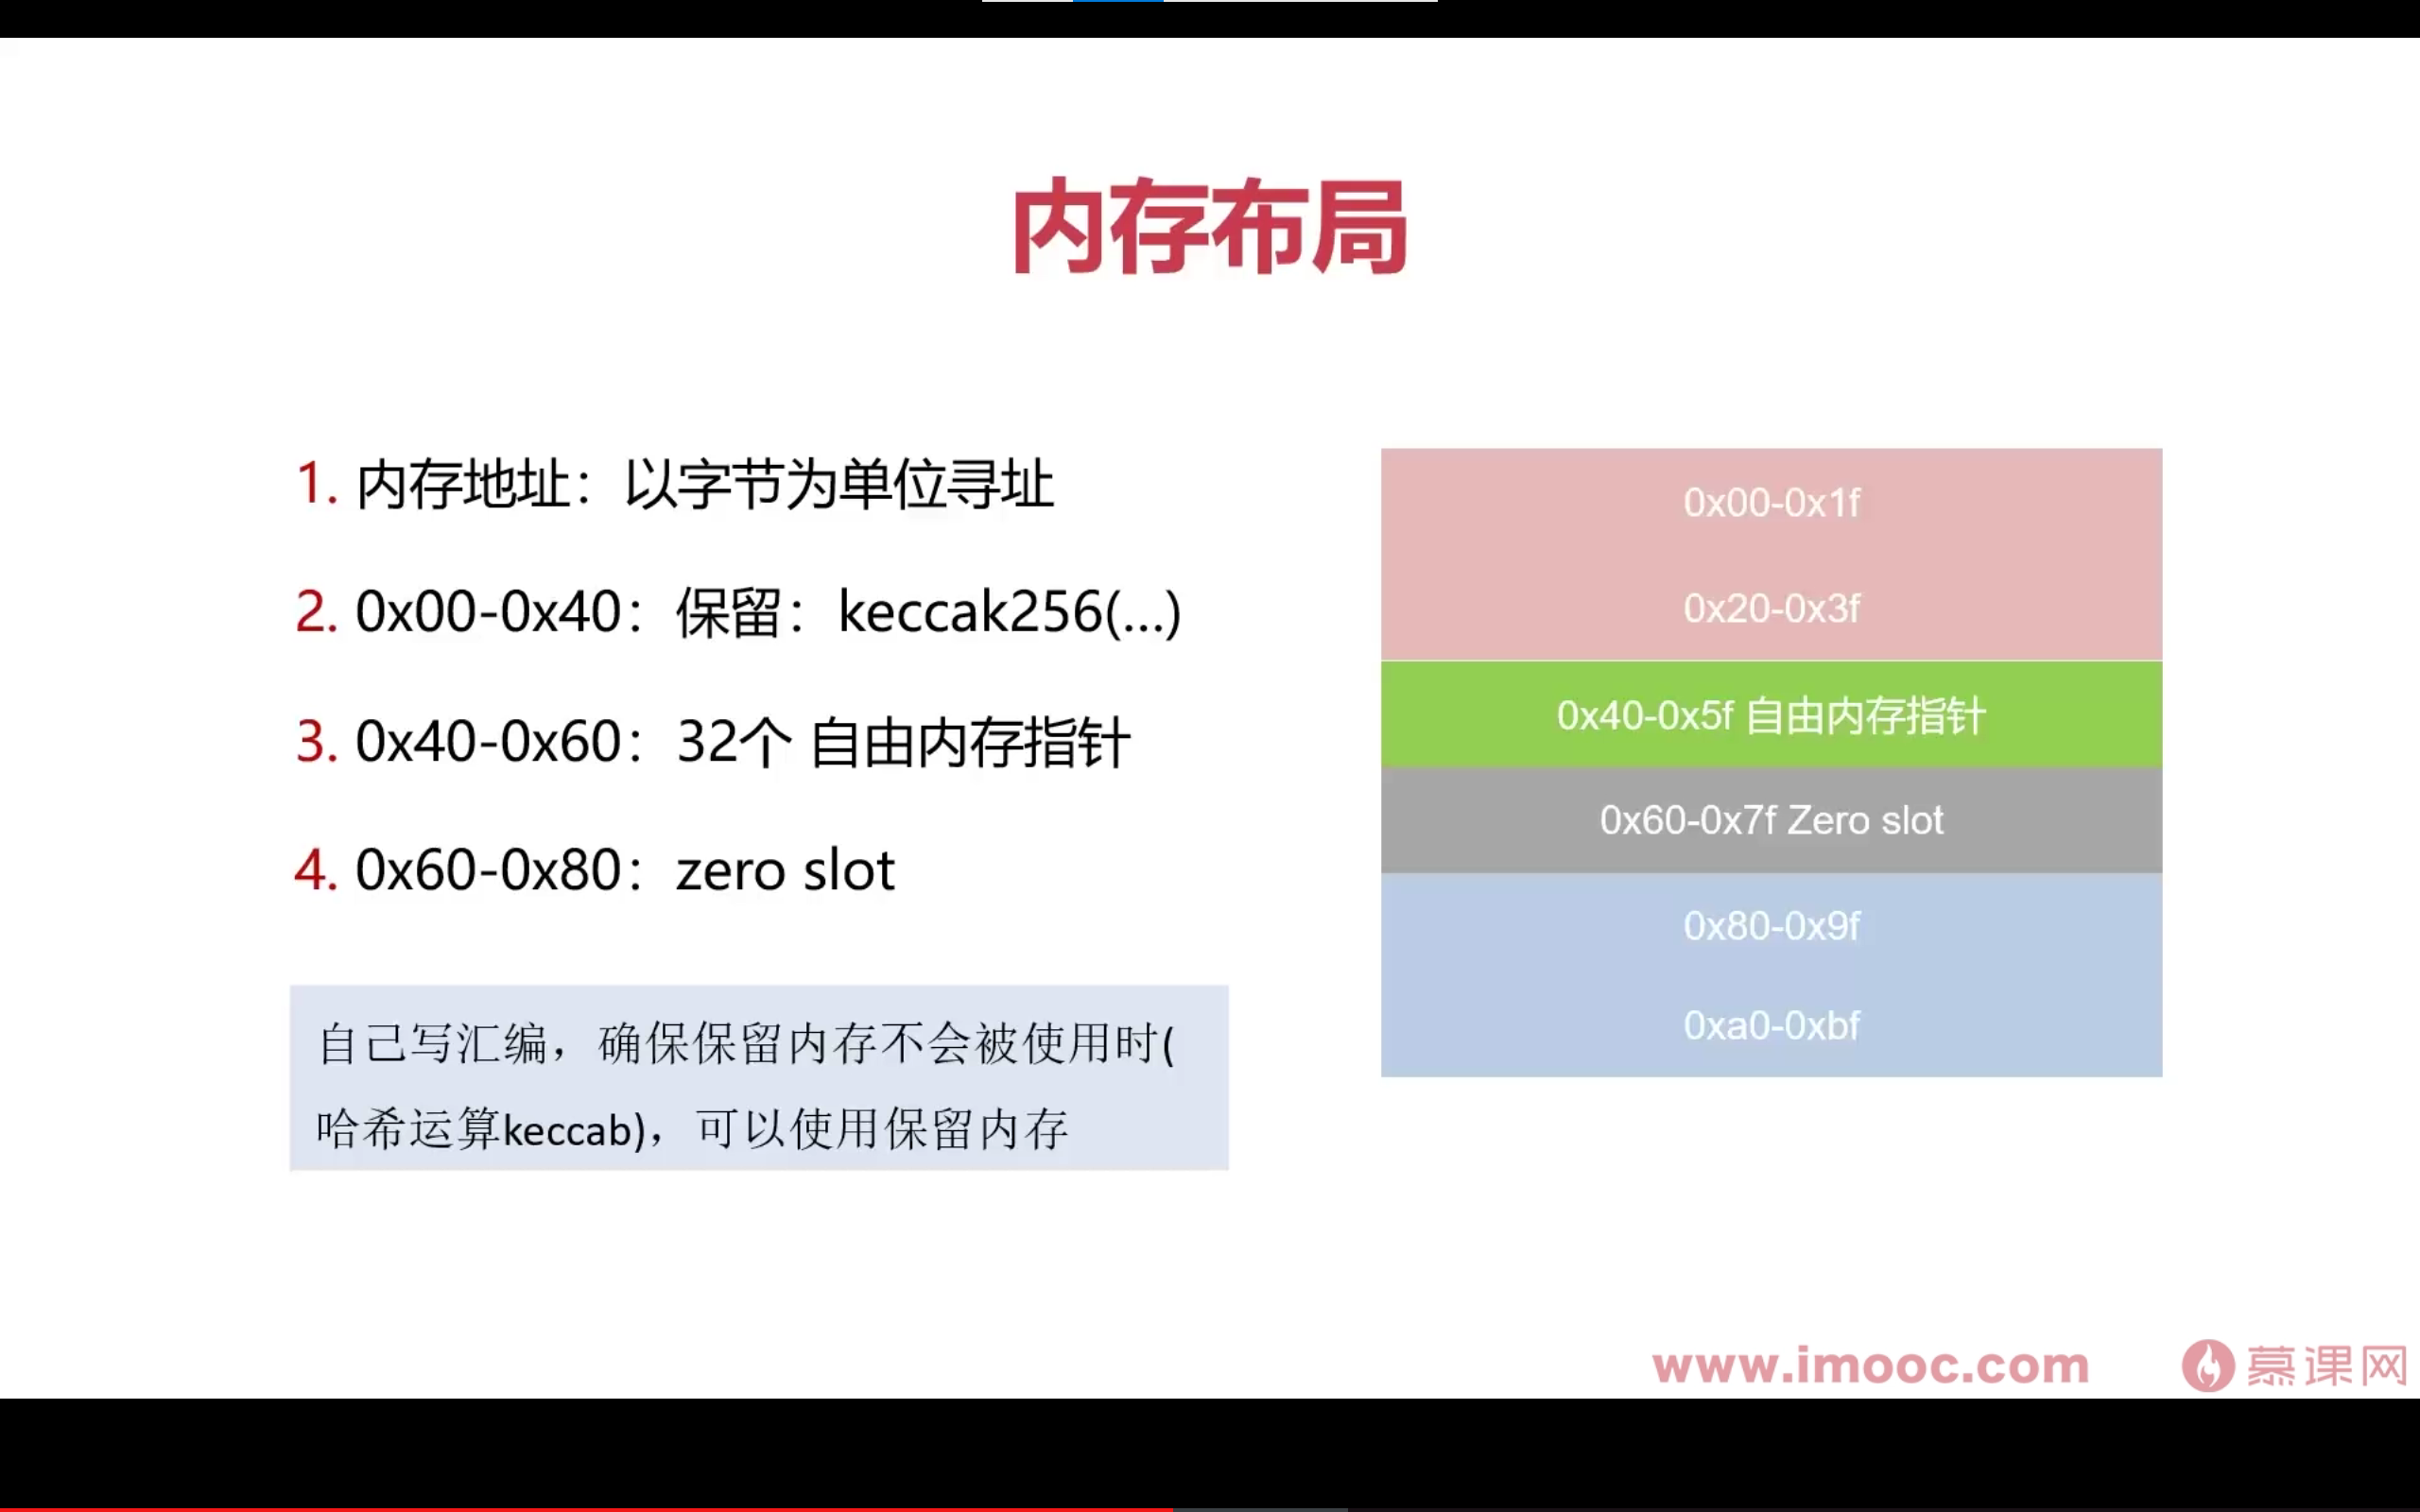 内存布局
1. 内存地址：以字节为单位寻址
2. 0x00-0x40：保留：keccak256(...)
3. 0x40-0x60：32个 自由内存指针
4. 0x60-0x80：zero slot
自己写汇编，确保保留内存不会被使用时(
哈希运算keccab)，可以使用保留内存
0x00-0x1f
0x20-0x3f
0x40-0x5f 自由内存指针
0x60-0x7f Zero slot
0x80-0x9f
0xa0-0xbf
www.imooc.com 慕课网